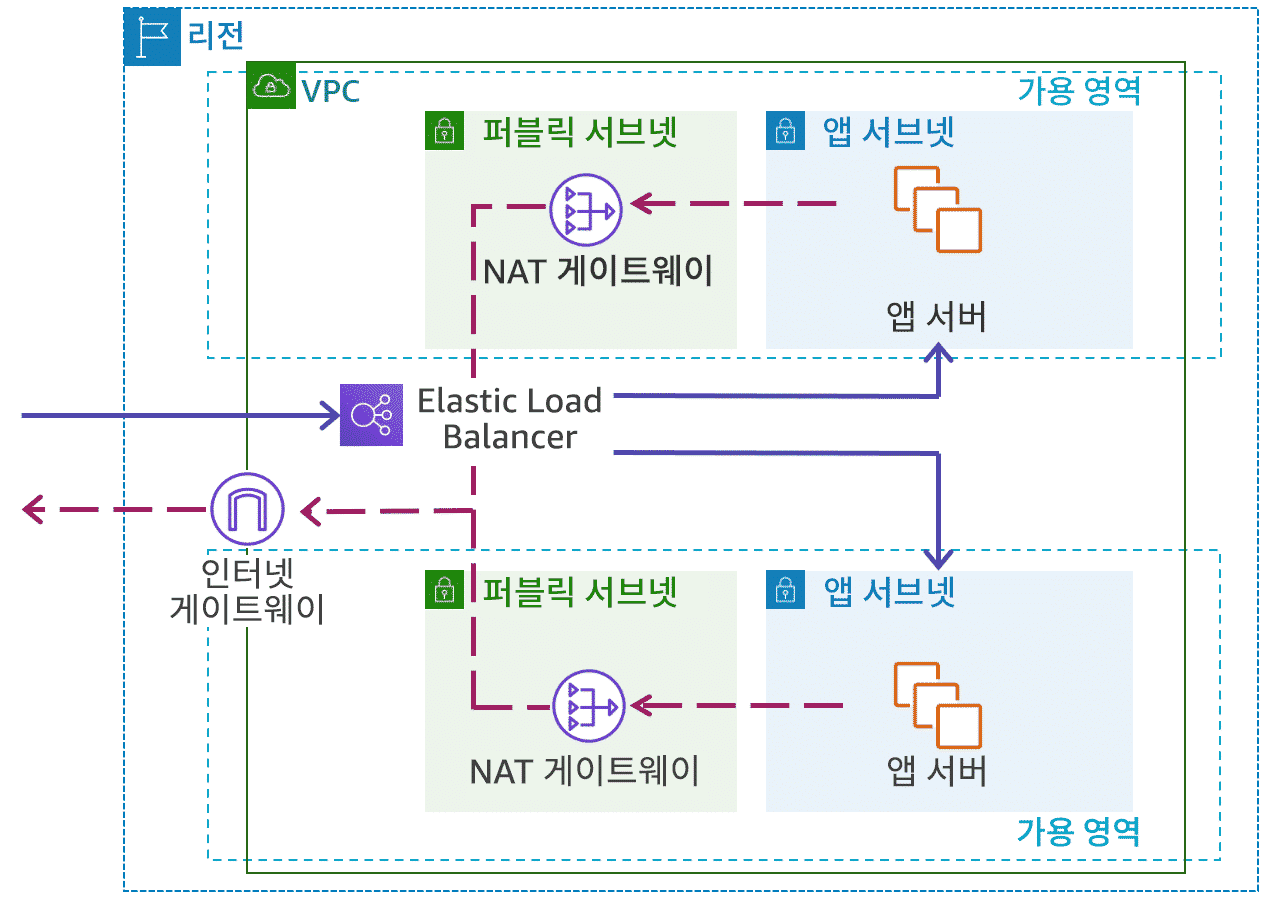 리전
VPC
가용 영역
퍼블릭 서브넷
앱 서브넷
NAT 게이트웨이
앱 서버
Elastic Load
Balancer
인터넷
게이트웨이
퍼블릭 서브넷
앱 서브넷
NAT 게이트웨이
앱 서버
가용 영역